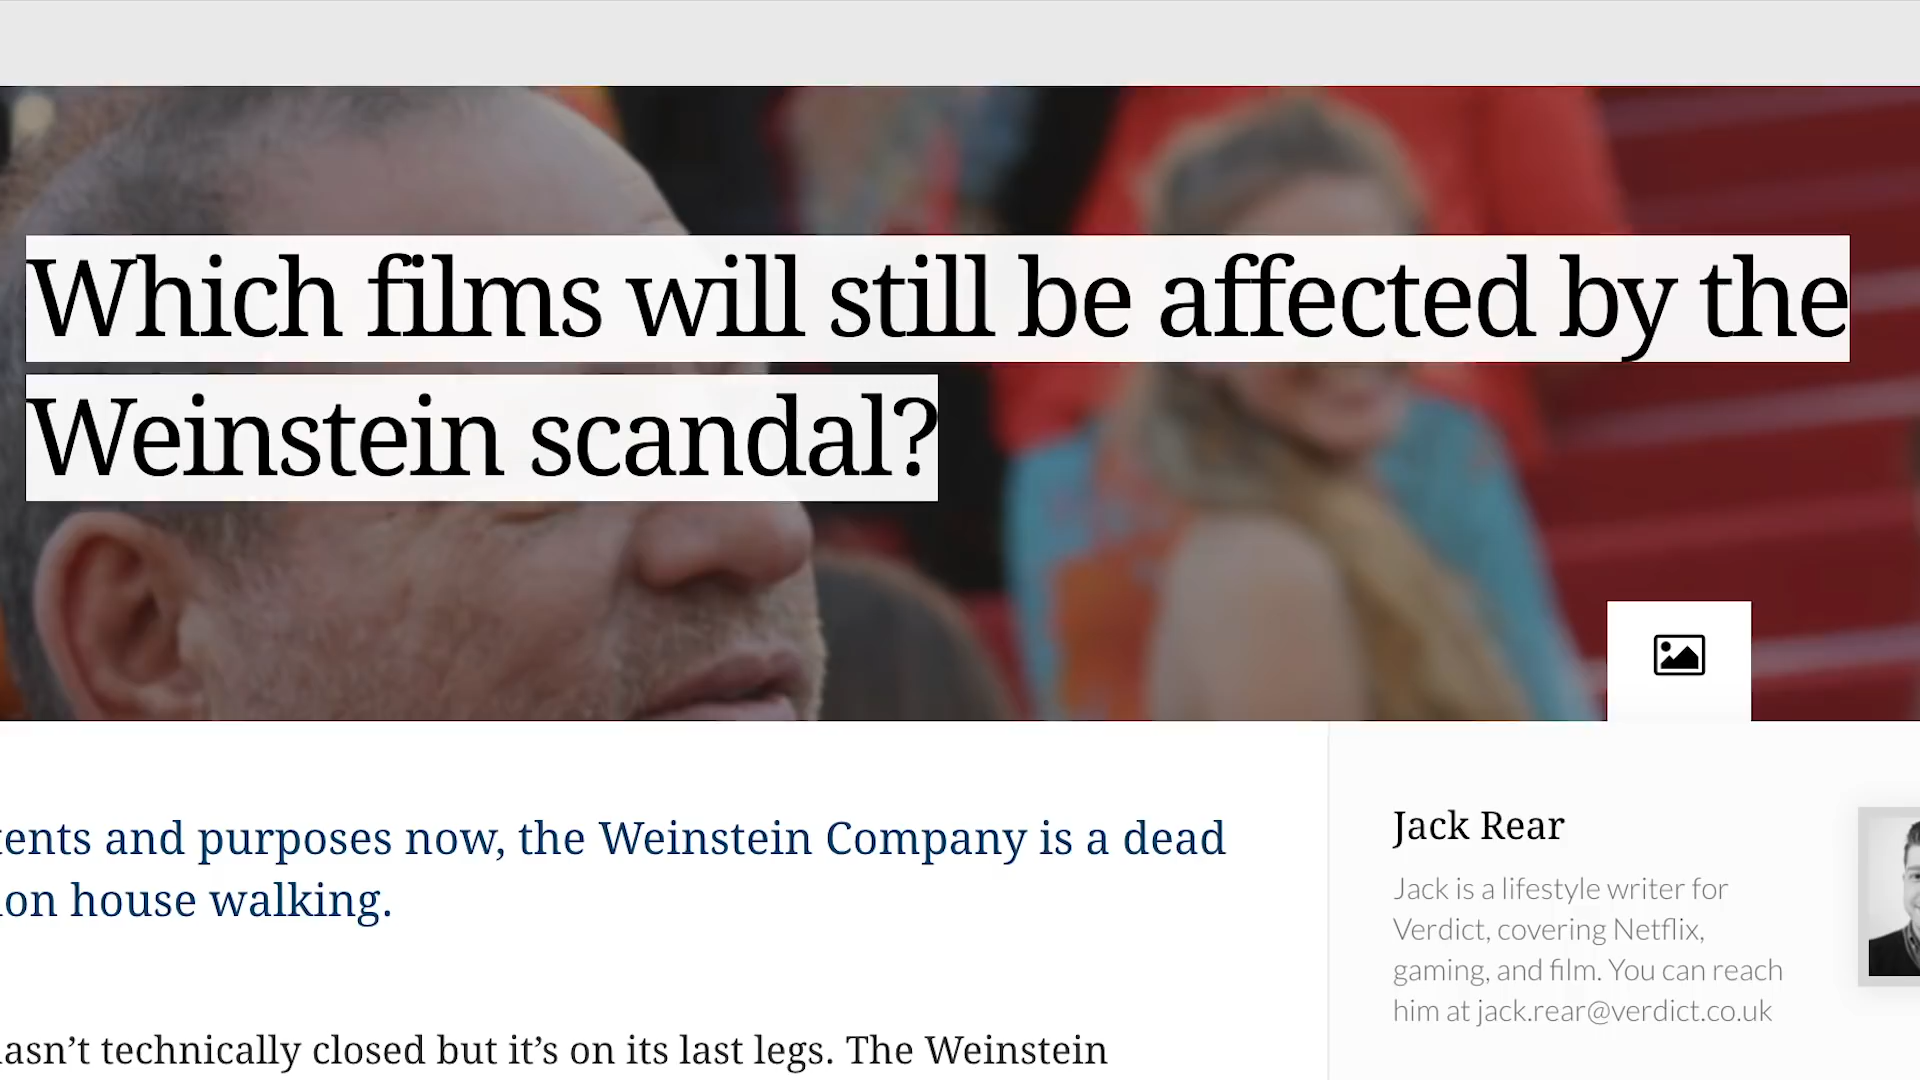 Which films will still be affected by the
Weinstein scandal?
tents and purposes now, the Weinstein Company is a dead
ion house walking.
asn’t technically closed but it’s on its last legs. The Weinstein
Jack Rear
Jack is a lifestyle writer for
Verdict, covering Netflix,
gaming, and film. You can reach
him at jack.rear@verdict.co.uk